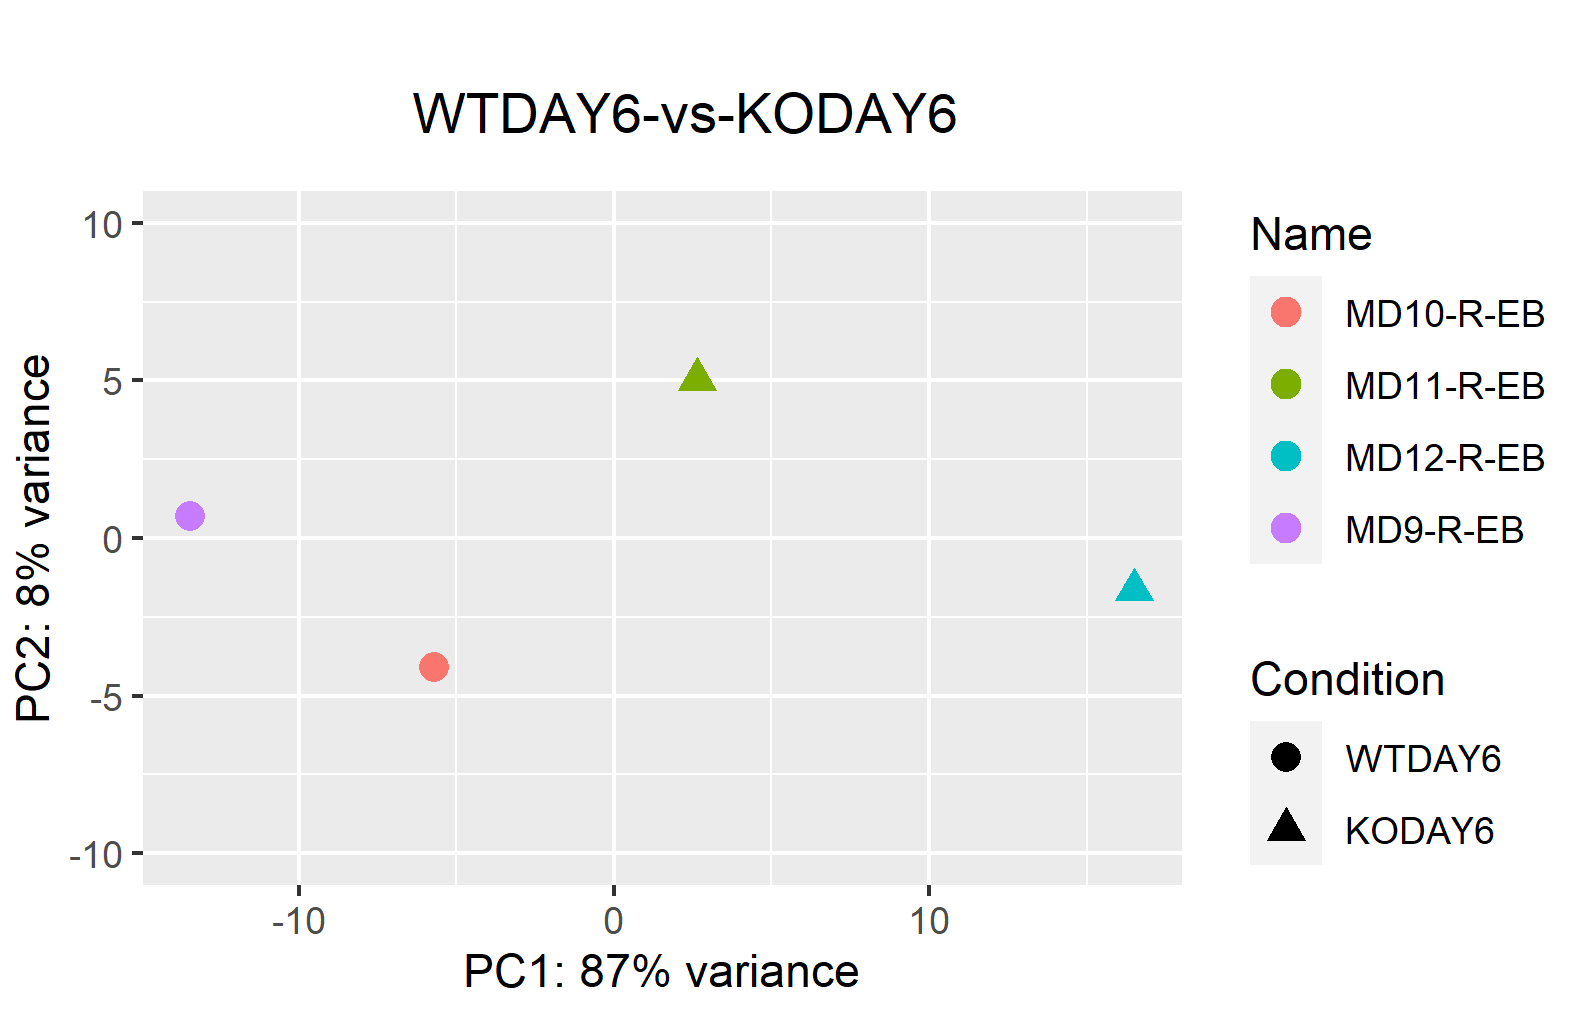 WTDAY6-vs-KODAY6
10
5
0
-5
-10
PC2: 8% variance
-10
0
10
PC1: 87% variance
Name
MD10-R-EB
MD11-R-EB
MD12-R-EB
MD9-R-EB
Condition
WTDAY6
KODAY6